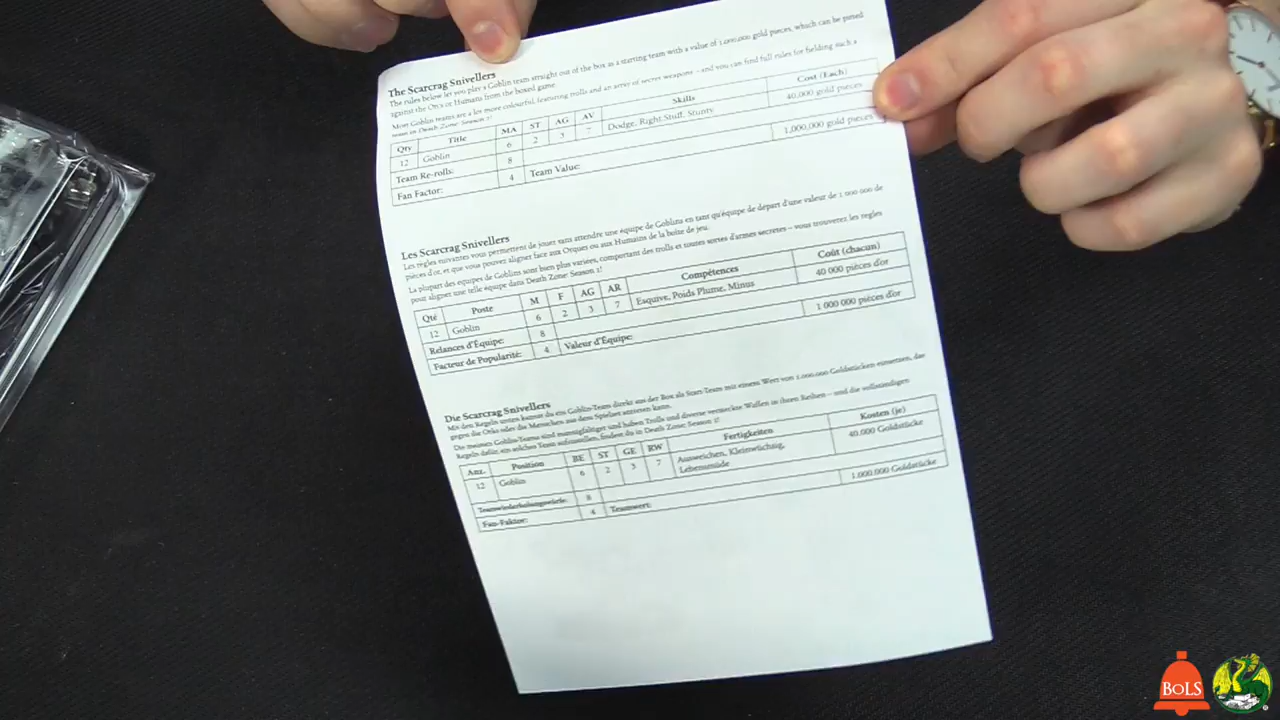 The Scarcrag Snivellers
The rules below let you play a Goblin team straight out of the box as a starting team with a value of 1,000,000 gold pieces, which can be pitted
against the Orcs or Humans from the boxed game.
Most Goblin teams are a lot more colourful, featuring trolls and an array of secret weapons – and you can find full rules for fielding such a
team in Death Zone: Season 1!
Qty Title MA ST AG AV Skills Cost (Each)
12 Goblin 6 2 3 7 Dodge, Right Stuff, Stunty 40,000 gold pieces
Team Re-rolls: 8
Fan Factor: 4 Team Value: 1,000,000 gold pieces
Les Scarcrag Snivellers
Les règles suivantes vous permettent de jouer sans attendre une équipe de Goblins en tant qu'équipe de départ d'une valeur de 1 000 000 de
pièces d'or, et que vous pouvez aligner face aux Orques ou aux Humains de la boîte de jeu.
La plupart des équipes de Goblins sont bien plus variées, comportant des trolls et toutes sortes d'armes secrètes – vous trouverez les règles
pour aligner une telle équipe dans Death Zone: Season 1!
Qté Poste M F AG AR Compétences Coût (chacun)
12 Goblin 6 2 3 7 Esquive, Poids Plume, Minus 40 000 pièces d'or
Relances d'Équipe: 8
Facteur de Popularité: 4 Valeur d'Équipe: 1 000 000 pièces d'or
Die Scarcrag Snivellers
Mit den Regeln unten kannst du ein Goblin-Team direkt aus der Box als Start-Team mit einem Wert von 1.000.000 Goldstücken einsetzen, das
gegen die Orks oder die Menschen aus dem Spielset antreten kann.
Die meisten Goblin-Teams sind mannigfaltiger und haben Trolls und diverse versteckte Waffen in ihren Reihen – und die vollständigen
Regeln dafür, ein solches Team aufzustellen, findest du in Death Zone: Season 1!
Anz. Position BE ST GE RW Fertigkeiten Kosten (je)
12 Goblin 6 2 3 7 Ausweichen, Kleinwüchsig, 40.000 Goldstücke
Lebensmüde
Teamwiederholungswürfe: 8
Fan-Faktor: 4 Teamwert: 1.000.000 Goldstücke
BoLS